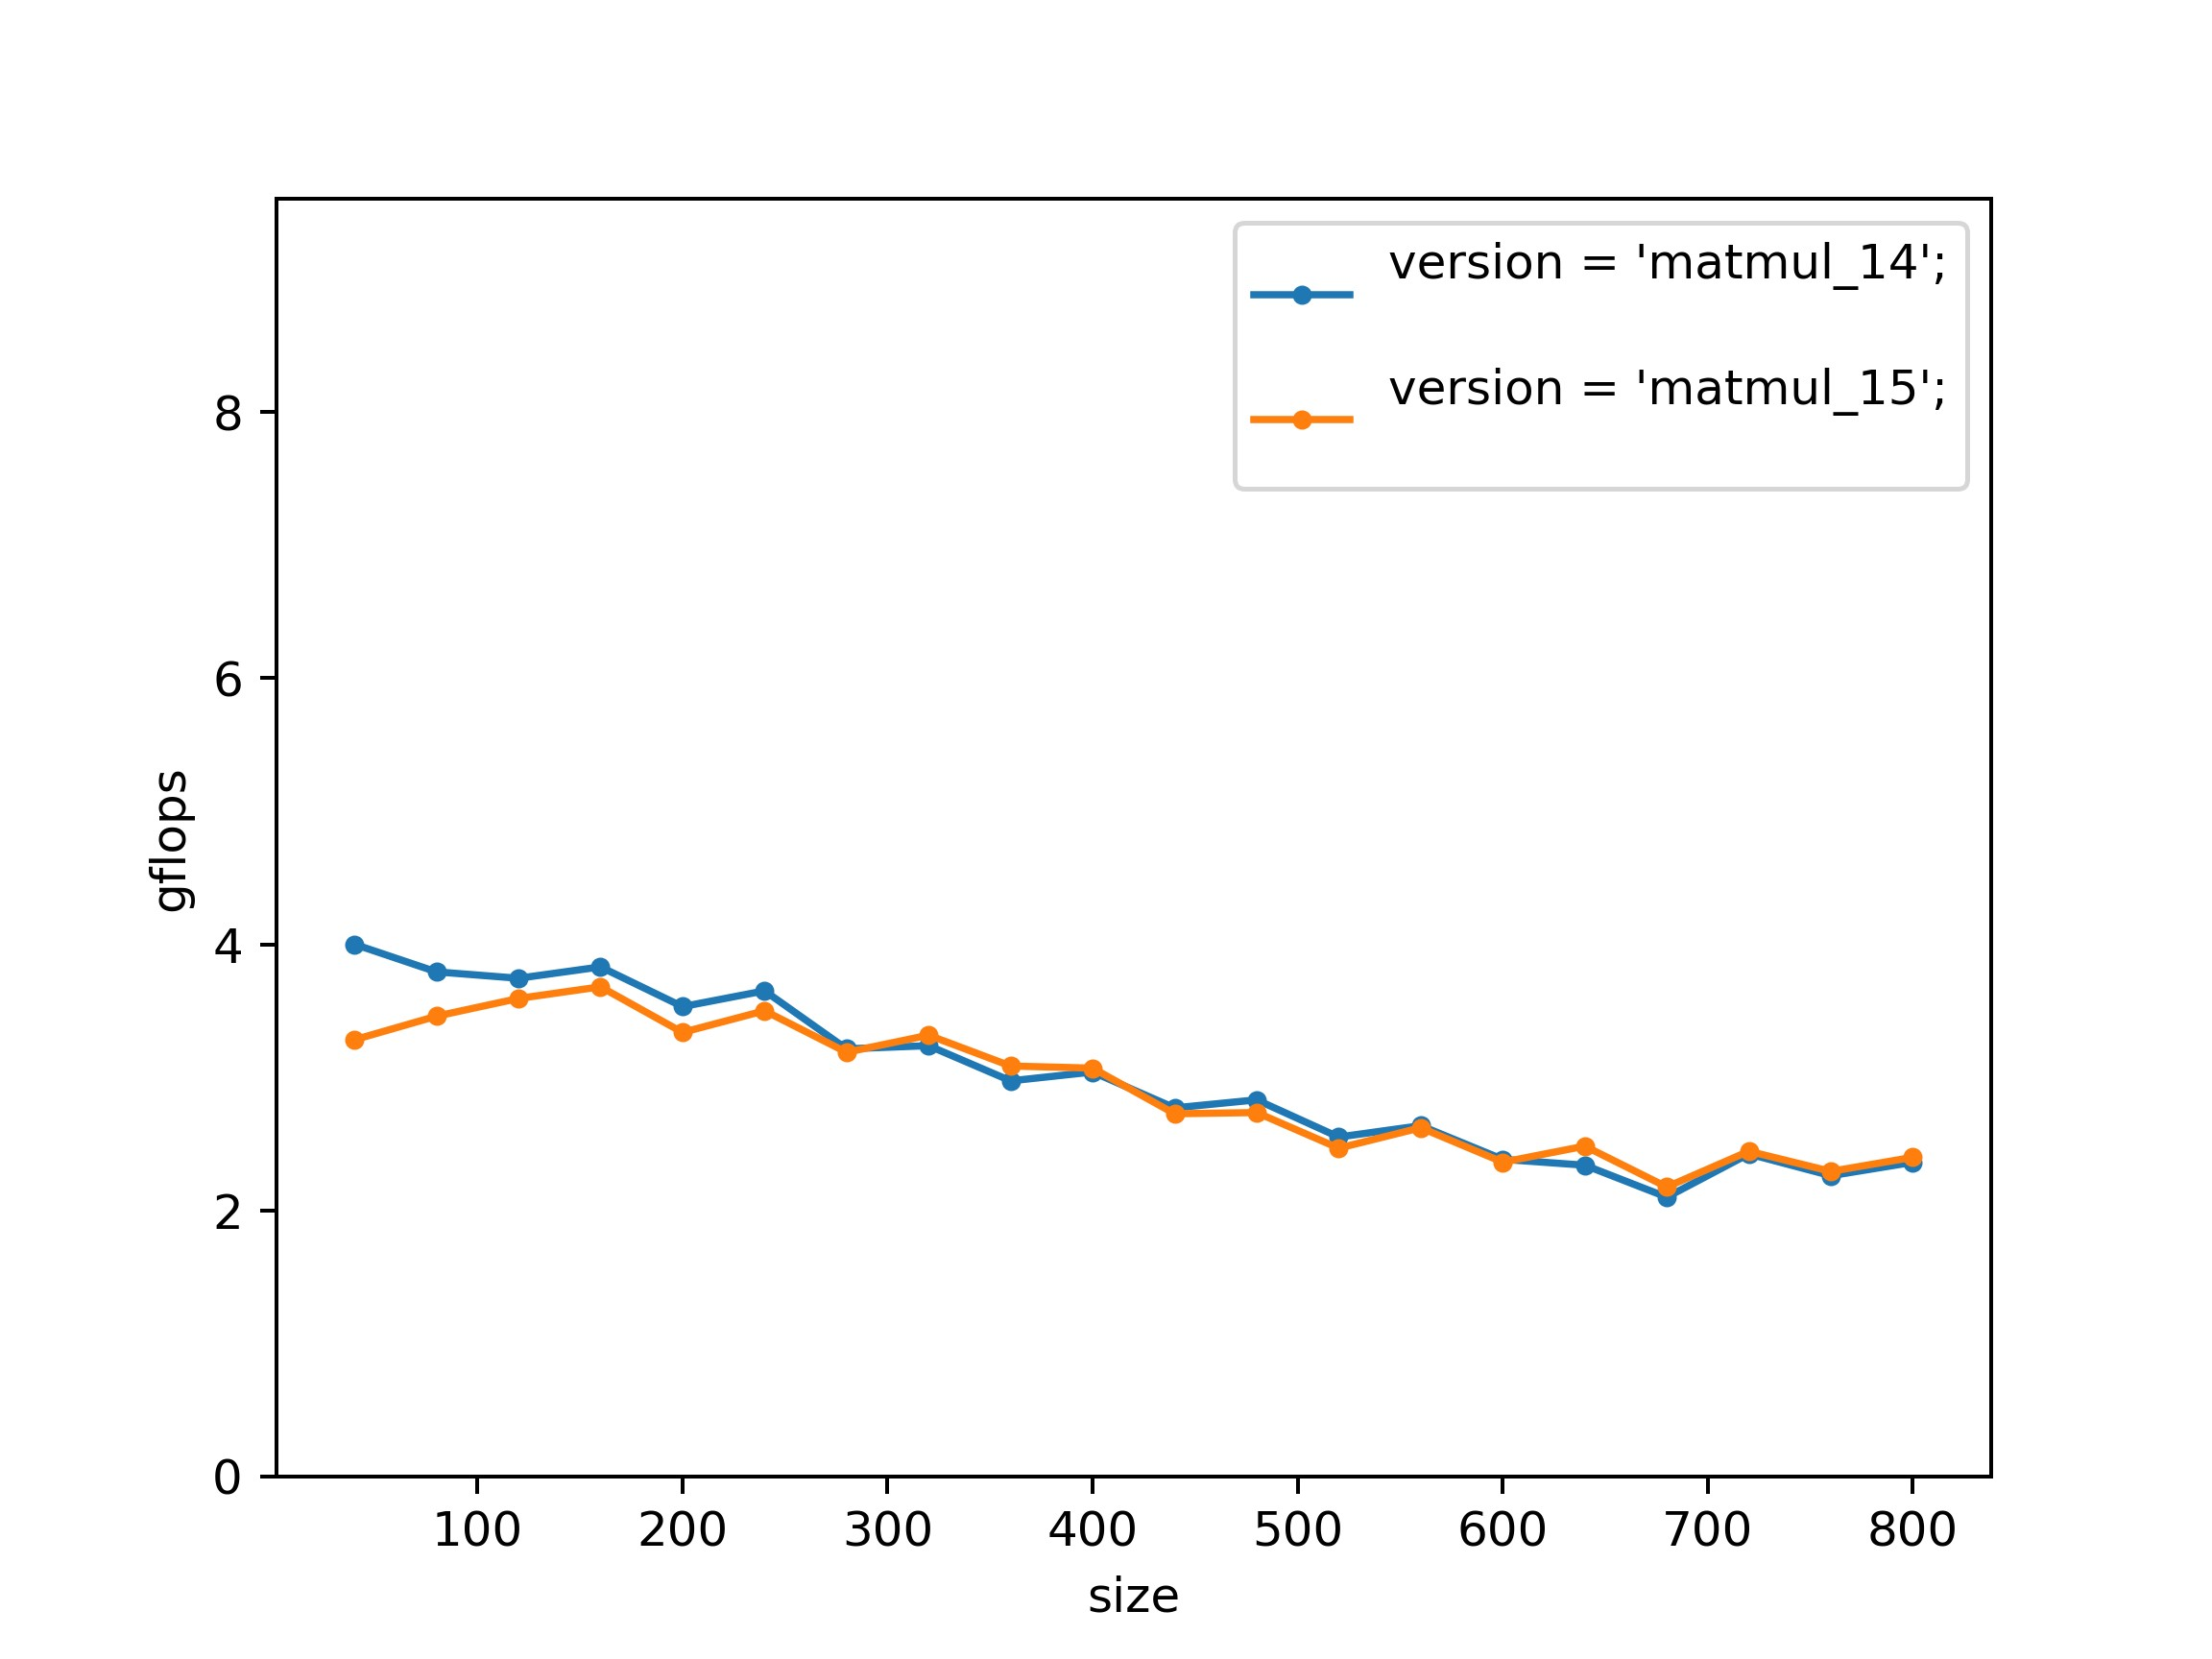 version = 'matmul_14';
version = 'matmul_15';
8
6
4
2
0
gflops
100 200 300 400 500 600 700 800
size